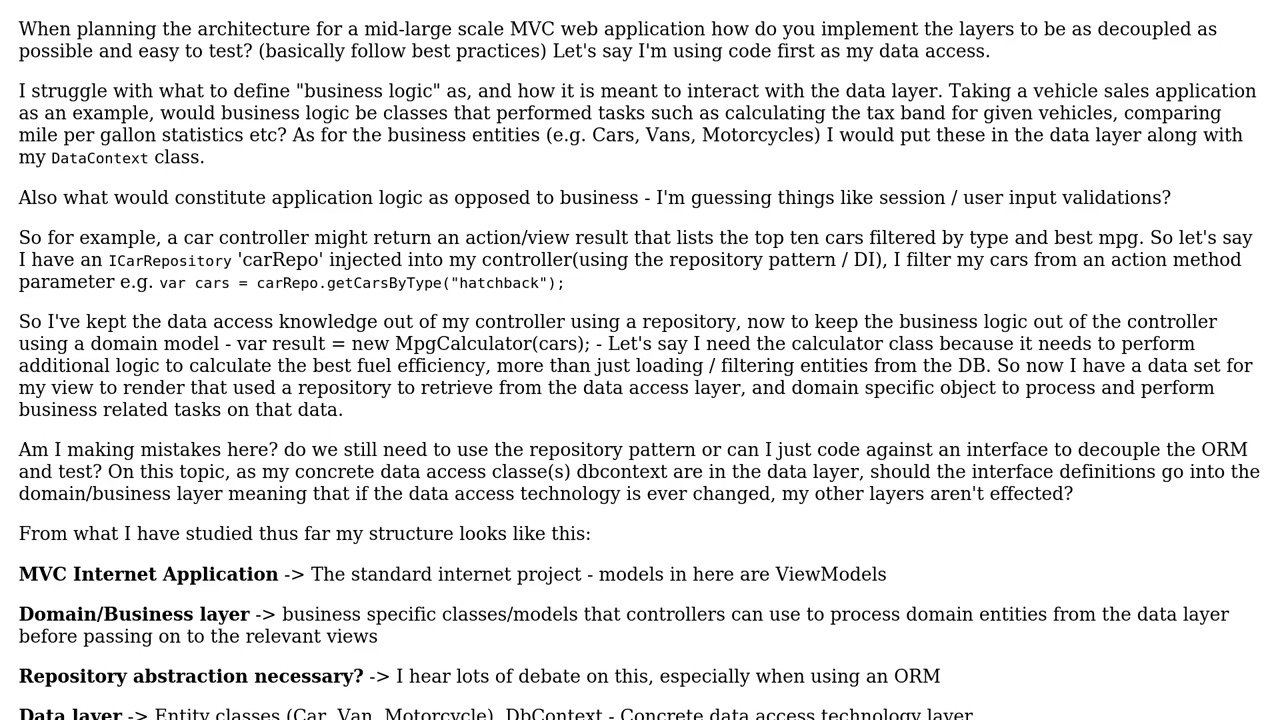 When planning the architecture for a mid-large scale MVC web application how do you implement the layers to be as decoupled as
possible and easy to test? (basically follow best practices) Let's say I'm using code first as my data access.
I struggle with what to define "business logic" as, and how it is meant to interact with the data layer. Taking a vehicle sales application
as an example, would business logic be classes that performed tasks such as calculating the tax band for given vehicles, comparing
mile per gallon statistics etc? As for the business entities (e.g. Cars, Vans, Motorcycles) I would put these in the data layer along with
my DataContext class.
Also what would constitute application logic as opposed to business - I'm guessing things like session / user input validations?
So for example, a car controller might return an action/view result that lists the top ten cars filtered by type and best mpg. So let's say
I have an ICarRepository 'carRepo' injected into my controller(using the repository pattern / DI), I filter my cars from an action method
parameter e.g. var cars = carRepo.getCarsByType("hatchback");
So I've kept the data access knowledge out of my controller using a repository, now to keep the business logic out of the controller
using a domain model - var result = new MpgCalculator(cars); - Let's say I need the calculator class because it needs to perform
additional logic to calculate the best fuel efficiency, more than just loading / filtering entities from the DB. So now I have a data set for
my view to render that used a repository to retrieve from the data access layer, and domain specific object to process and perform
business related tasks on that data.
Am I making mistakes here? do we still need to use the repository pattern or can I just code against an interface to decouple the ORM
and test? On this topic, as my concrete data access classe(s) dbcontext are in the data layer, should the interface definitions go into the
domain/business layer meaning that if the data access technology is ever changed, my other layers aren't effected?
From what I have studied thus far my structure looks like this:
MVC Internet Application -> The standard internet project - models in here are ViewModels
Domain/Business layer -> business specific classes/models that controllers can use to process domain entities from the data layer
before passing on to the relevant views
Repository abstraction necessary? -> I hear lots of debate on this, especially when using an ORM
Data layer -> Entity classes (Car, Van, Motorcycle), DbContext - Concrete data access technology layer